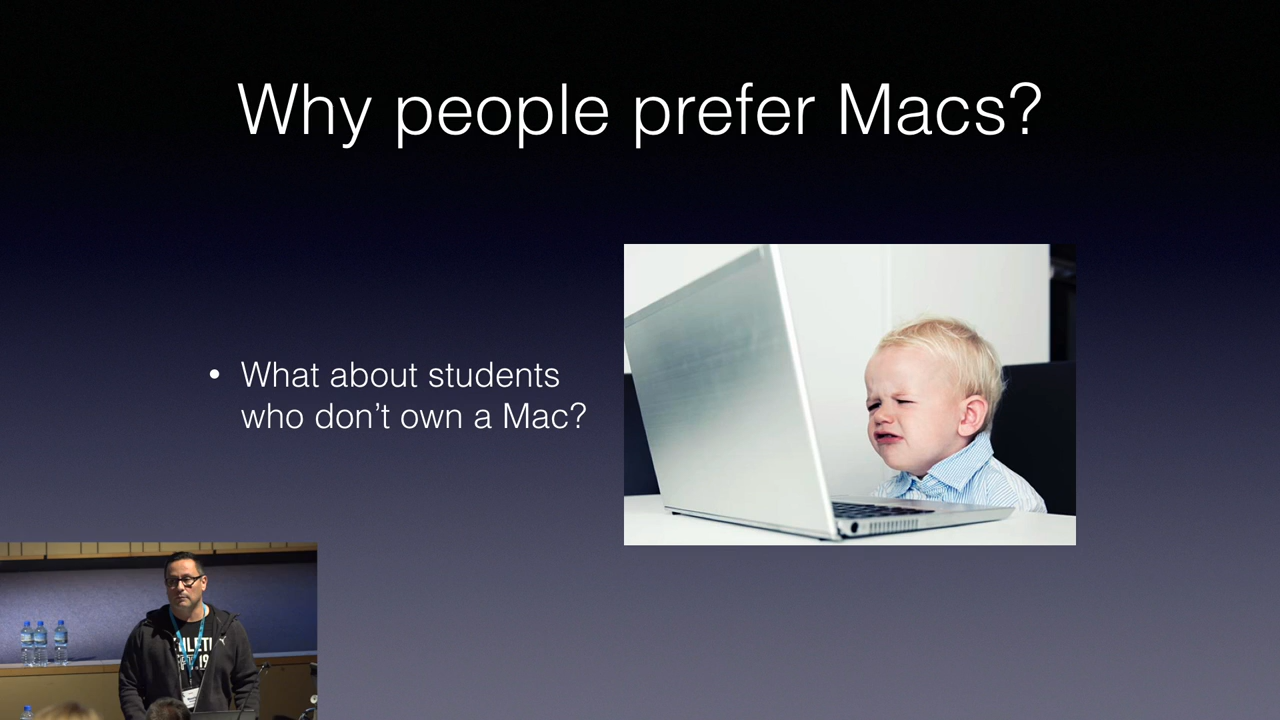 Why people prefer Macs?
• What about students
who don’t own a Mac?